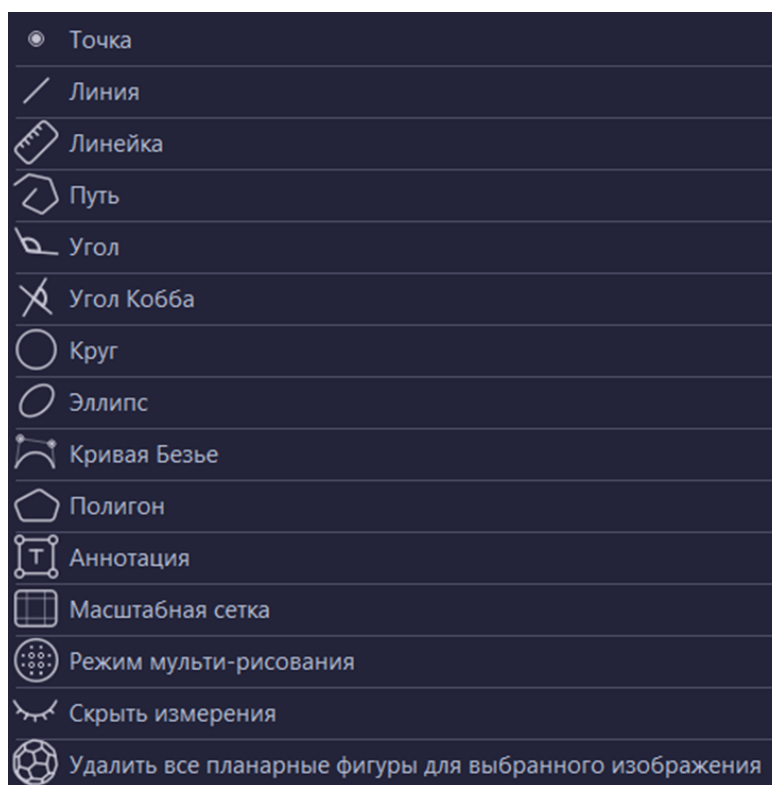 Точка
Линия
Линейка
Путь
Угол
Угол Кобба
Круг
Эллипс
Кривая Безье
Полигон
Аннотация
Масштабная сетка
Режим мульти-рисования
Скрыть измерения
Удалить все планарные фигуры для выбранного изображения